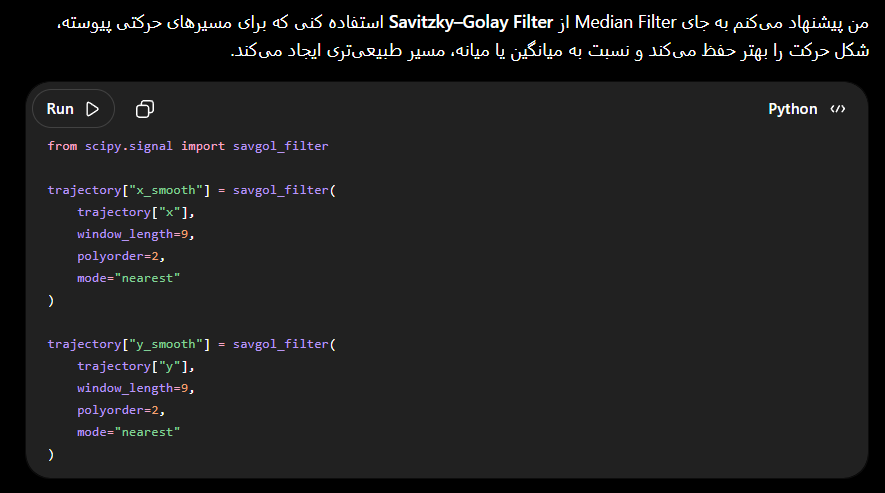 من پیشنهاد می‌کنم به جای Median Filter از Savitzky–Golay Filter استفاده کنی که برای مسیرهای حرکتی پیوسته،
شکل حرکت را بهتر حفظ می‌کند و نسبت به میانگین یا میانه، مسیر طبیعی‌تری ایجاد می‌کند.
Run Python
from scipy.signal import savgol_filter
trajectory["x_smooth"] = savgol_filter(
    trajectory["x"],
    window_length=9,
    polyorder=2,
    mode="nearest"
)
trajectory["y_smooth"] = savgol_filter(
    trajectory["y"],
    window_length=9,
    polyorder=2,
    mode="nearest"
)